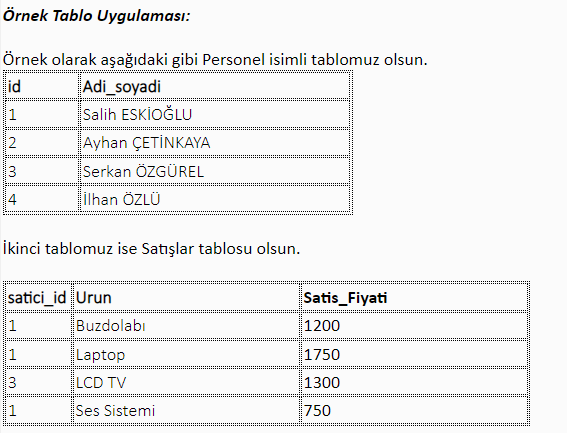 Örnek Tablo Uygulaması:
Örnek olarak aşağıdaki gibi Personel isimli tablomuz olsun.
id Adi_soyadi
1 Salih ESKİOĞLU
2 Ayhan ÇETİNKAYA
3 Serkan ÖZGÜREL
4 İlhan ÖZLÜ
İkinci tablomuz ise Satışlar tablosu olsun.
satici_id Urun Satis_Fiyati
1 Buzdolabı 1200
1 Laptop 1750
3 LCD TV 1300
1 Ses Sistemi 750